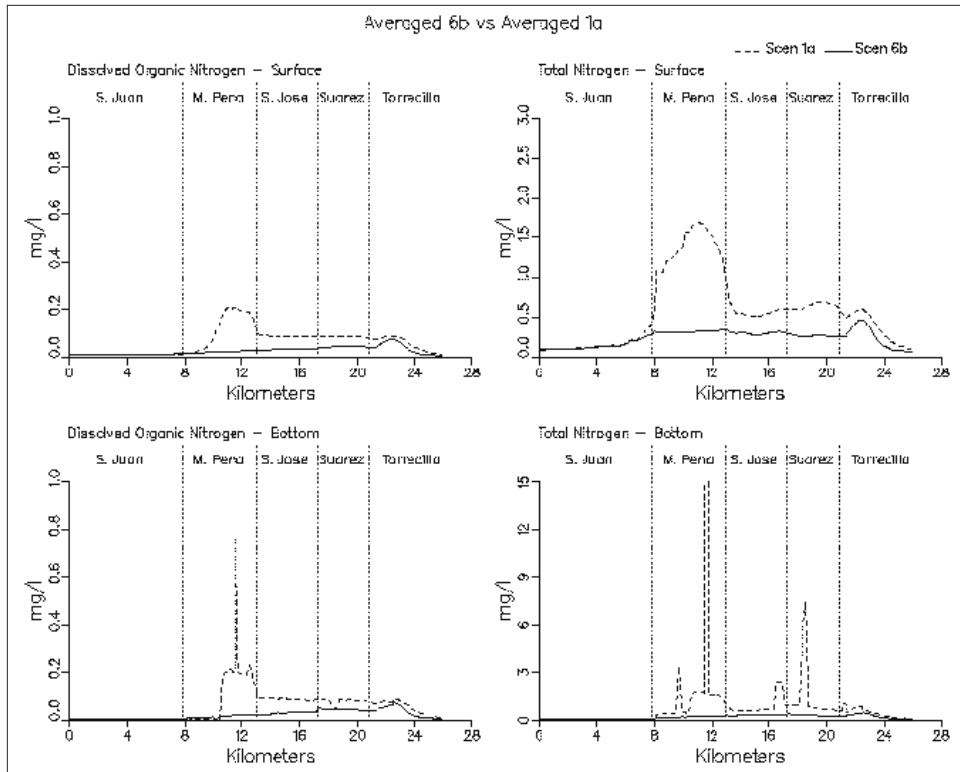 Averaged 6b vs Averaged 1a
Scen 1a Scen 6b
Dissolved Organic Nitrogen – Surface
S. Juan M. Pena S. Jose Suarez Torrecilla
mg/l
0.0 0.2 0.4 0.6 0.8 1.0
0 4 8 12 16 20 24 28
Kilometers
Total Nitrogen – Surface
S. Juan M. Pena S. Jose Suarez Torrecilla
mg/l
0.0 0.5 1.0 1.5 2.0 2.5 3.0
0 4 8 12 16 20 24 28
Kilometers
Dissolved Organic Nitrogen – Bottom
S. Juan M. Pena S. Jose Suarez Torrecilla
mg/l
0.0 0.2 0.4 0.6 0.8 1.0
0 4 8 12 16 20 24 28
Kilometers
Total Nitrogen – Bottom
S. Juan M. Pena S. Jose Suarez Torrecilla
mg/l
0 3 6 9 12 15
0 4 8 12 16 20 24 28
Kilometers